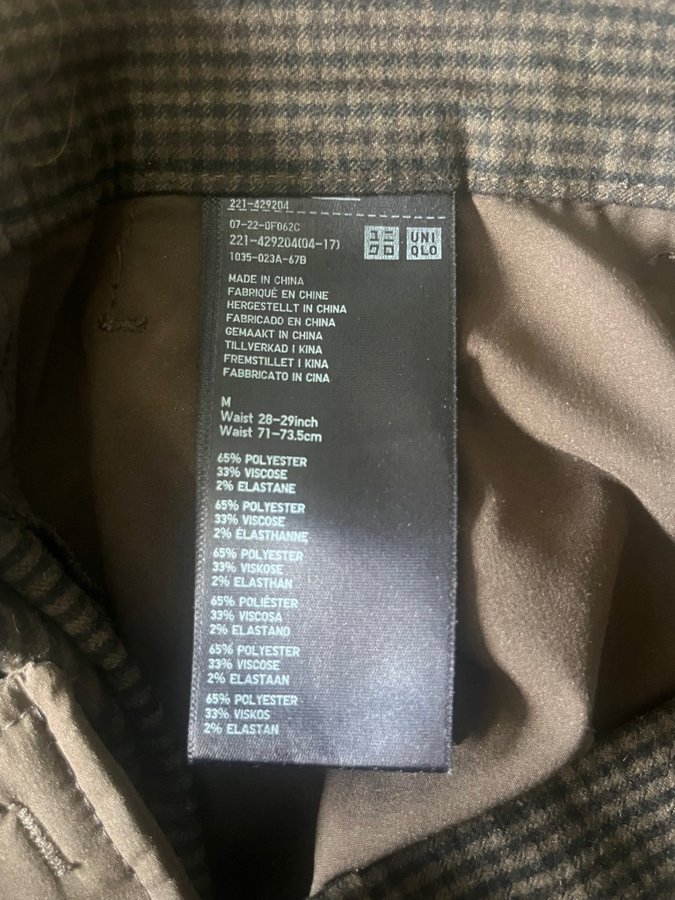 221-429204
07-22-0F062C
221-429204(04-17)
1035-023A-67B
ユニ
クロ
UNI
QLO
MADE IN CHINA
FABRIQUÉ EN CHINE
HERGESTELLT IN CHINA
FABRICADO EN CHINA
GEMAAKT IN CHINA
TILLVERKAD I KINA
FREMSTILLET I KINA
FABBRICATO IN CINA
M
Waist 28-29inch
Waist 71-73.5cm
65% POLYESTER
33% VISCOSE
2% ELASTANE
65% POLYESTER
33% VISCOSE
2% ÉLASTHANNE
65% POLYESTER
33% VISKOSE
2% ELASTHAN
65% POLIÉSTER
33% VISCOSA
2% ELASTANO
65% POLYESTER
33% VISCOSE
2% ELASTAAN
65% POLYESTER
33% VISKOS
2% ELASTAN